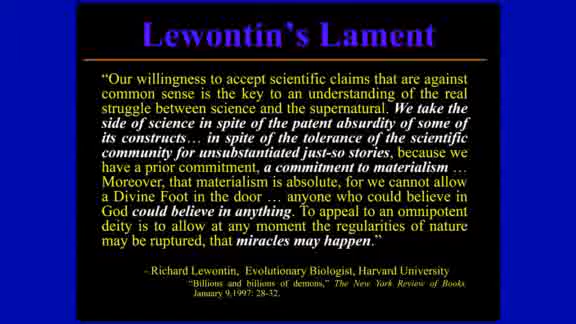 Lewontin's Lament
“Our willingness to accept scientific claims that are against
common sense is the key to an understanding of the real
struggle between science and the supernatural. We take the
side of science in spite of the patent absurdity of some of
its constructs… in spite of the tolerance of the scientific
community for unsubstantiated just-so stories, because we
have a prior commitment, a commitment to materialism …
Moreover, that materialism is absolute, for we cannot allow
a Divine Foot in the door … anyone who could believe in
God could believe in anything. To appeal to an omnipotent
deity is to allow at any moment the regularities of nature
may be ruptured, that miracles may happen.”
– Richard Lewontin, Evolutionary Biologist, Harvard University
“Billions and billions of demons,” The New York Review of Books,
January 9,1997: 28-32.